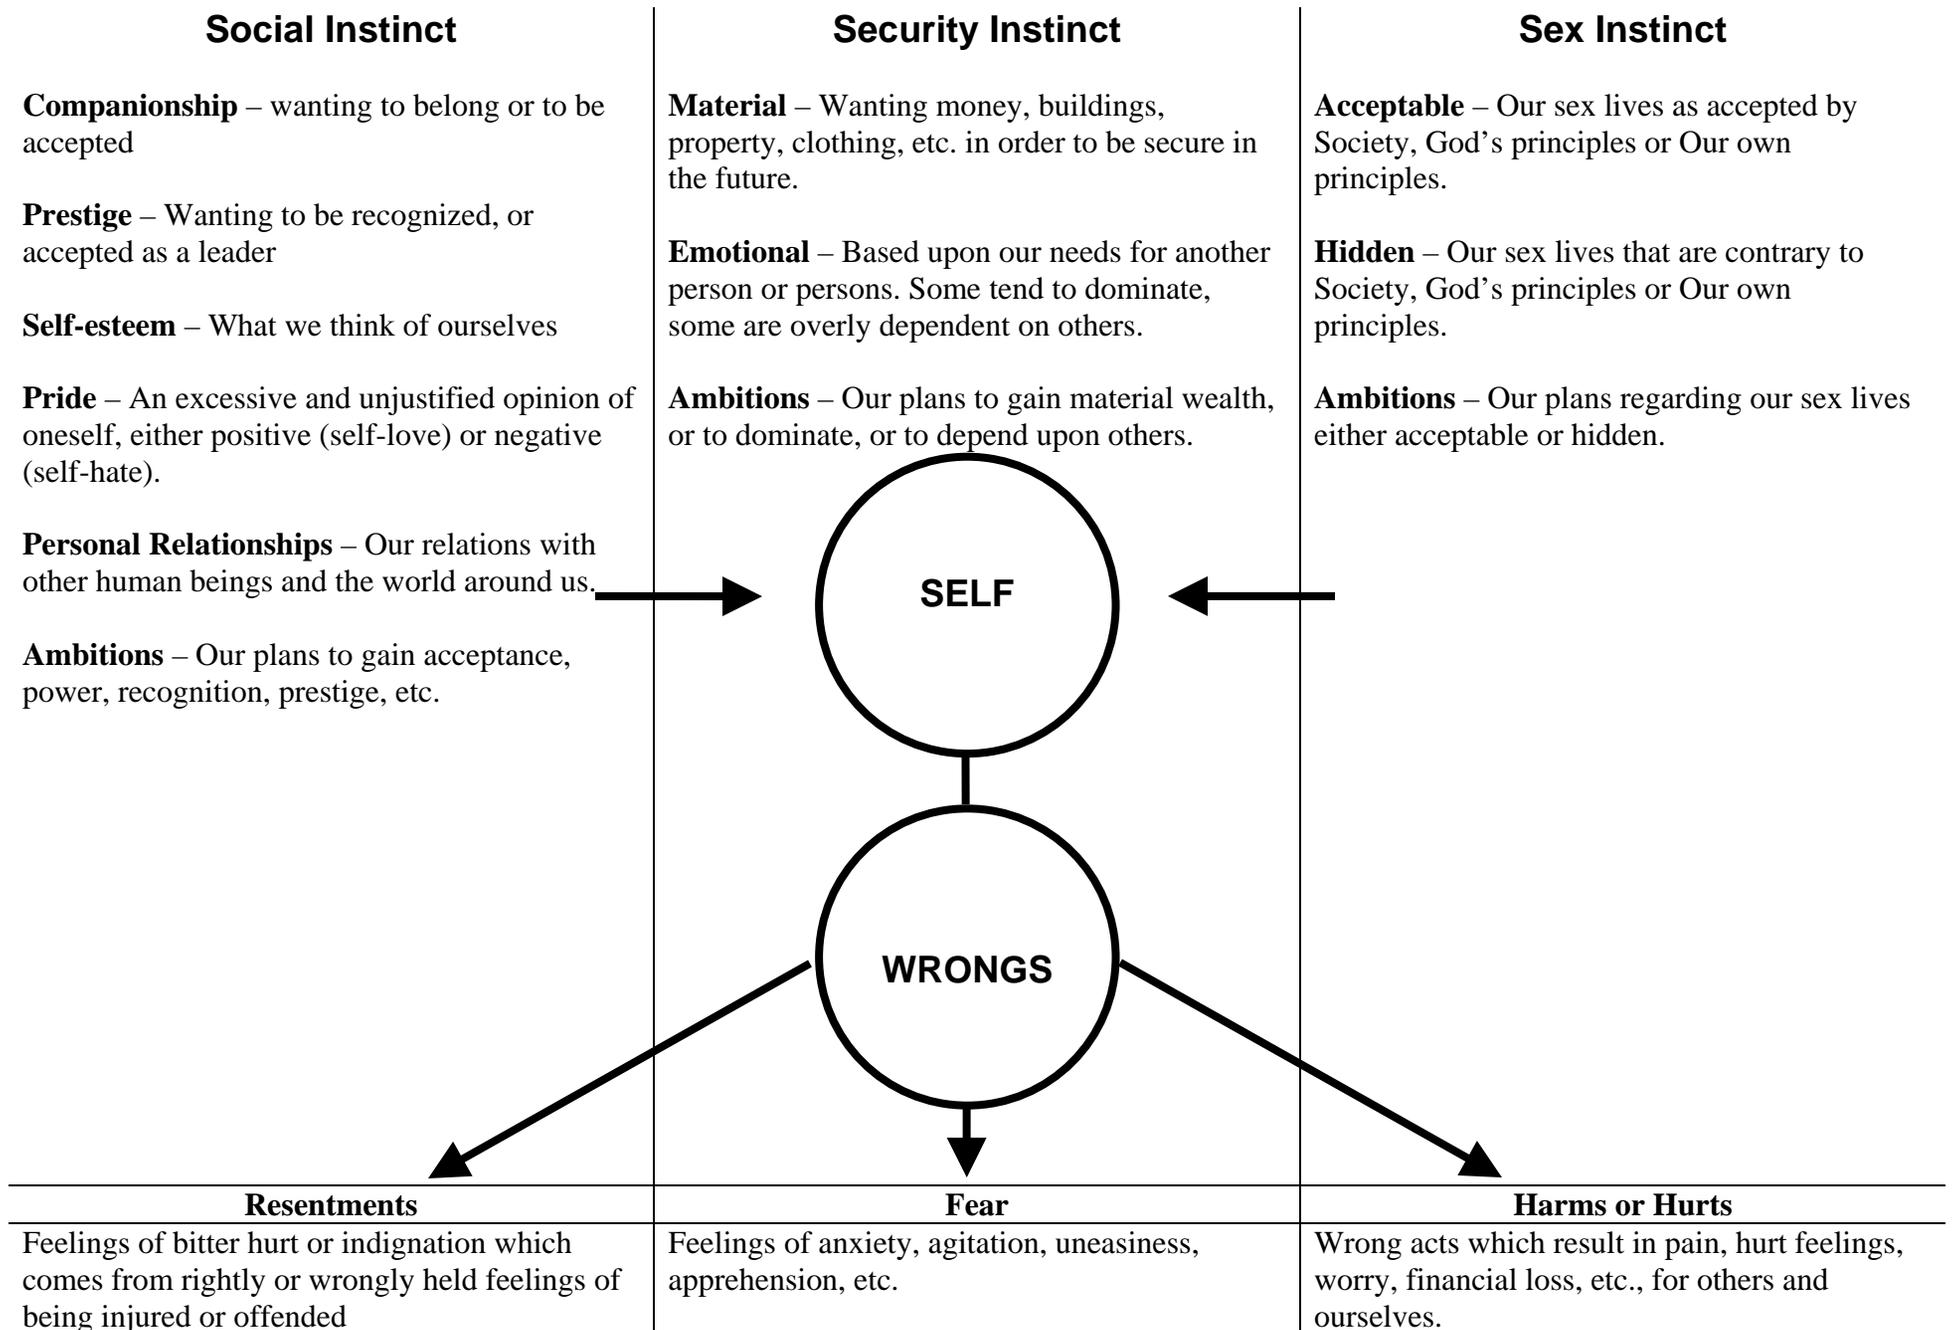 Social Instinct
Companionship – wanting to belong or to be
accepted
Prestige – Wanting to be recognized, or
accepted as a leader
Self-esteem – What we think of ourselves
Pride – An excessive and unjustified opinion of
oneself, either positive (self-love) or negative
(self-hate).
Personal Relationships – Our relations with
other human beings and the world around us.
Ambitions – Our plans to gain acceptance,
power, recognition, prestige, etc.
Security Instinct
Material – Wanting money, buildings,
property, clothing, etc. in order to be secure in
the future.
Emotional – Based upon our needs for another
person or persons. Some tend to dominate,
some are overly dependent on others.
Ambitions – Our plans to gain material wealth,
or to dominate, or to depend upon others.
Sex Instinct
Acceptable – Our sex lives as accepted by
Society, God’s principles or Our own
principles.
Hidden – Our sex lives that are contrary to
Society, God’s principles or Our own
principles.
Ambitions – Our plans regarding our sex lives
either acceptable or hidden.
SELF
WRONGS
Resentments
Feelings of bitter hurt or indignation which
comes from rightly or wrongly held feelings of
being injured or offended
Fear
Feelings of anxiety, agitation, uneasiness,
apprehension, etc.
Harms or Hurts
Wrong acts which result in pain, hurt feelings,
worry, financial loss, etc., for others and
ourselves.